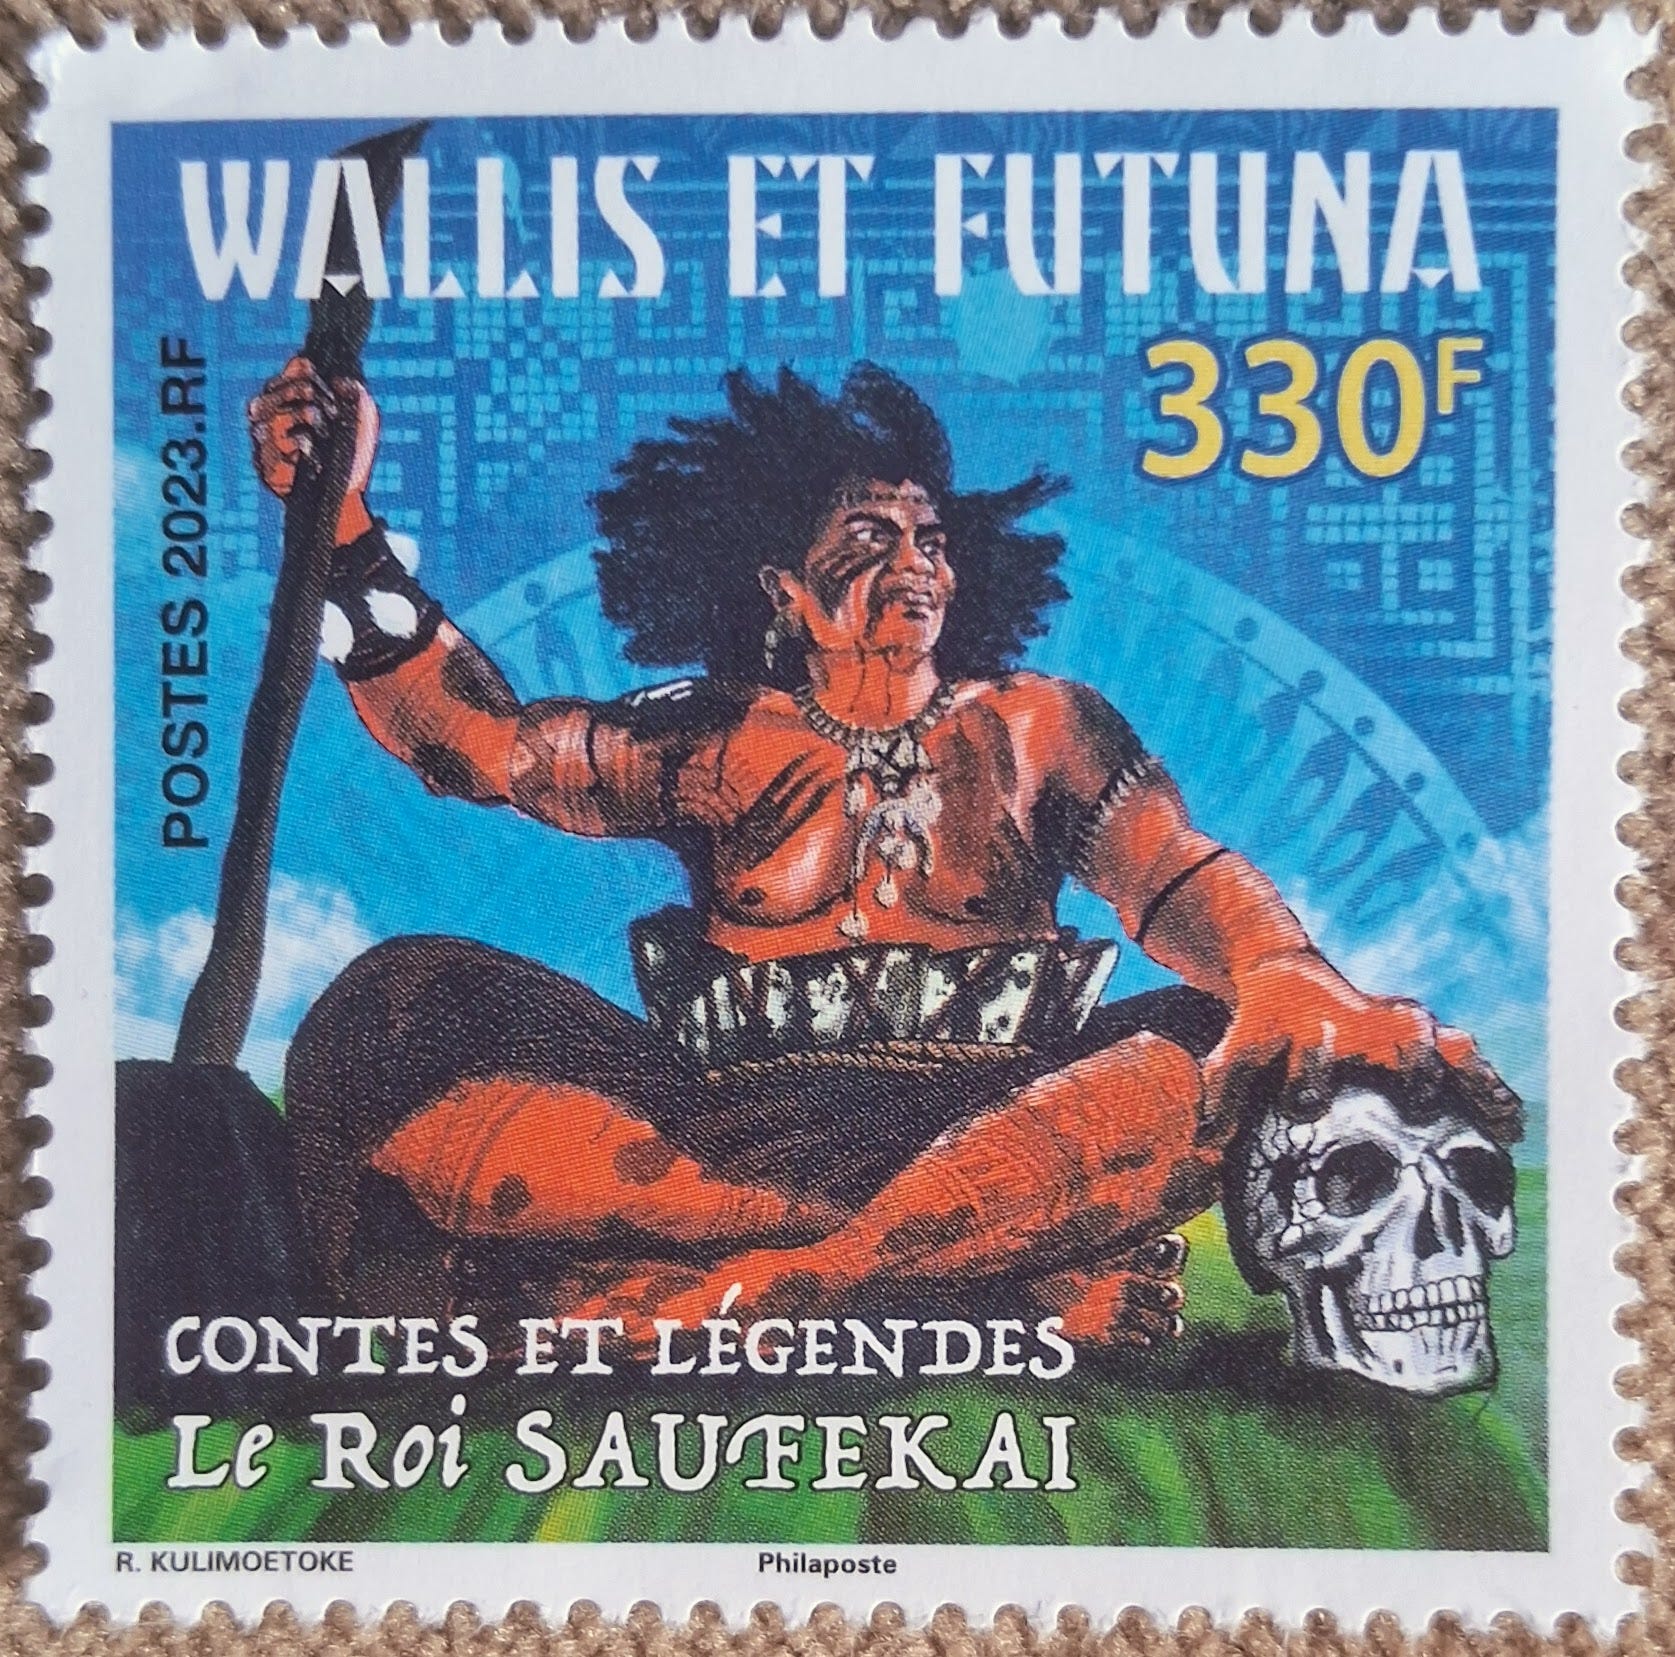 WALLIS ET FUTUNA
330F
POSTES 2023.RF
CONTES ET LÉGENDES
Le Roi SAUFEKAI
R. KULIMOETOKE
Philaposte